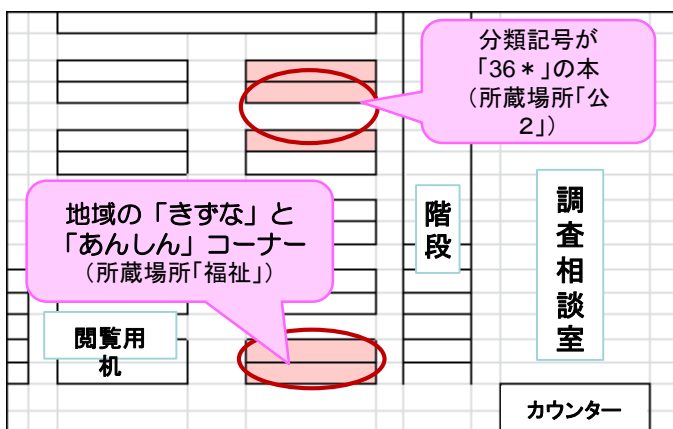 分類記号が
「36＊」の本
（所蔵場所「公
2」）
地域の「きずな」と
「あんしん」コーナー
（所蔵場所「福祉」）
階
段
調
査
相
談
室
閲覧用
机
カウンター